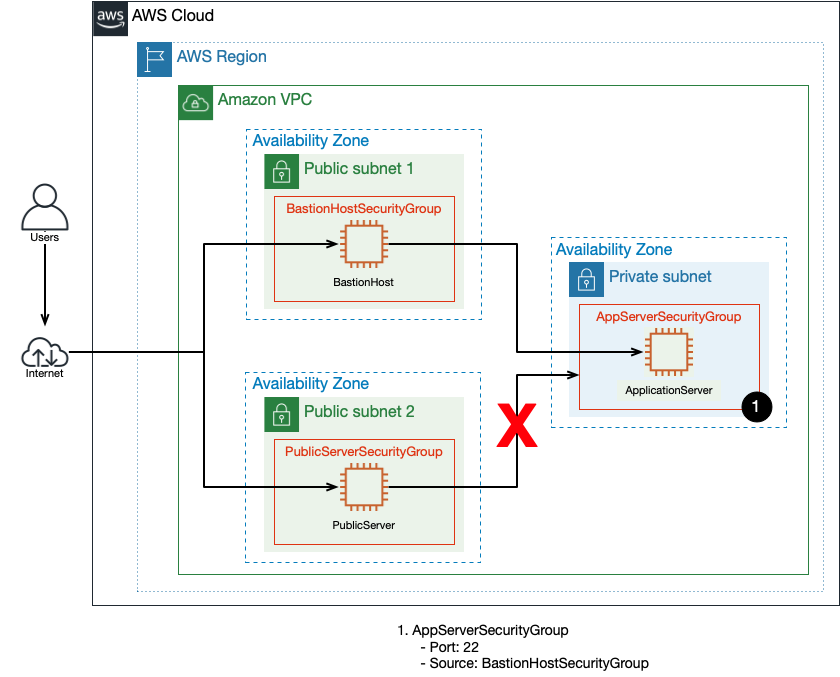 aws
AWS Cloud
AWS Region
Amazon VPC
Availability Zone
Public subnet 1
BastionHostSecurityGroup
BastionHost
Users
Internet
Availability Zone
Private subnet
AppServerSecurityGroup
ApplicationServer
1
Availability Zone
Public subnet 2
PublicServerSecurityGroup
PublicServer
X
1. AppServerSecurityGroup
- Port: 22
- Source: BastionHostSecurityGroup